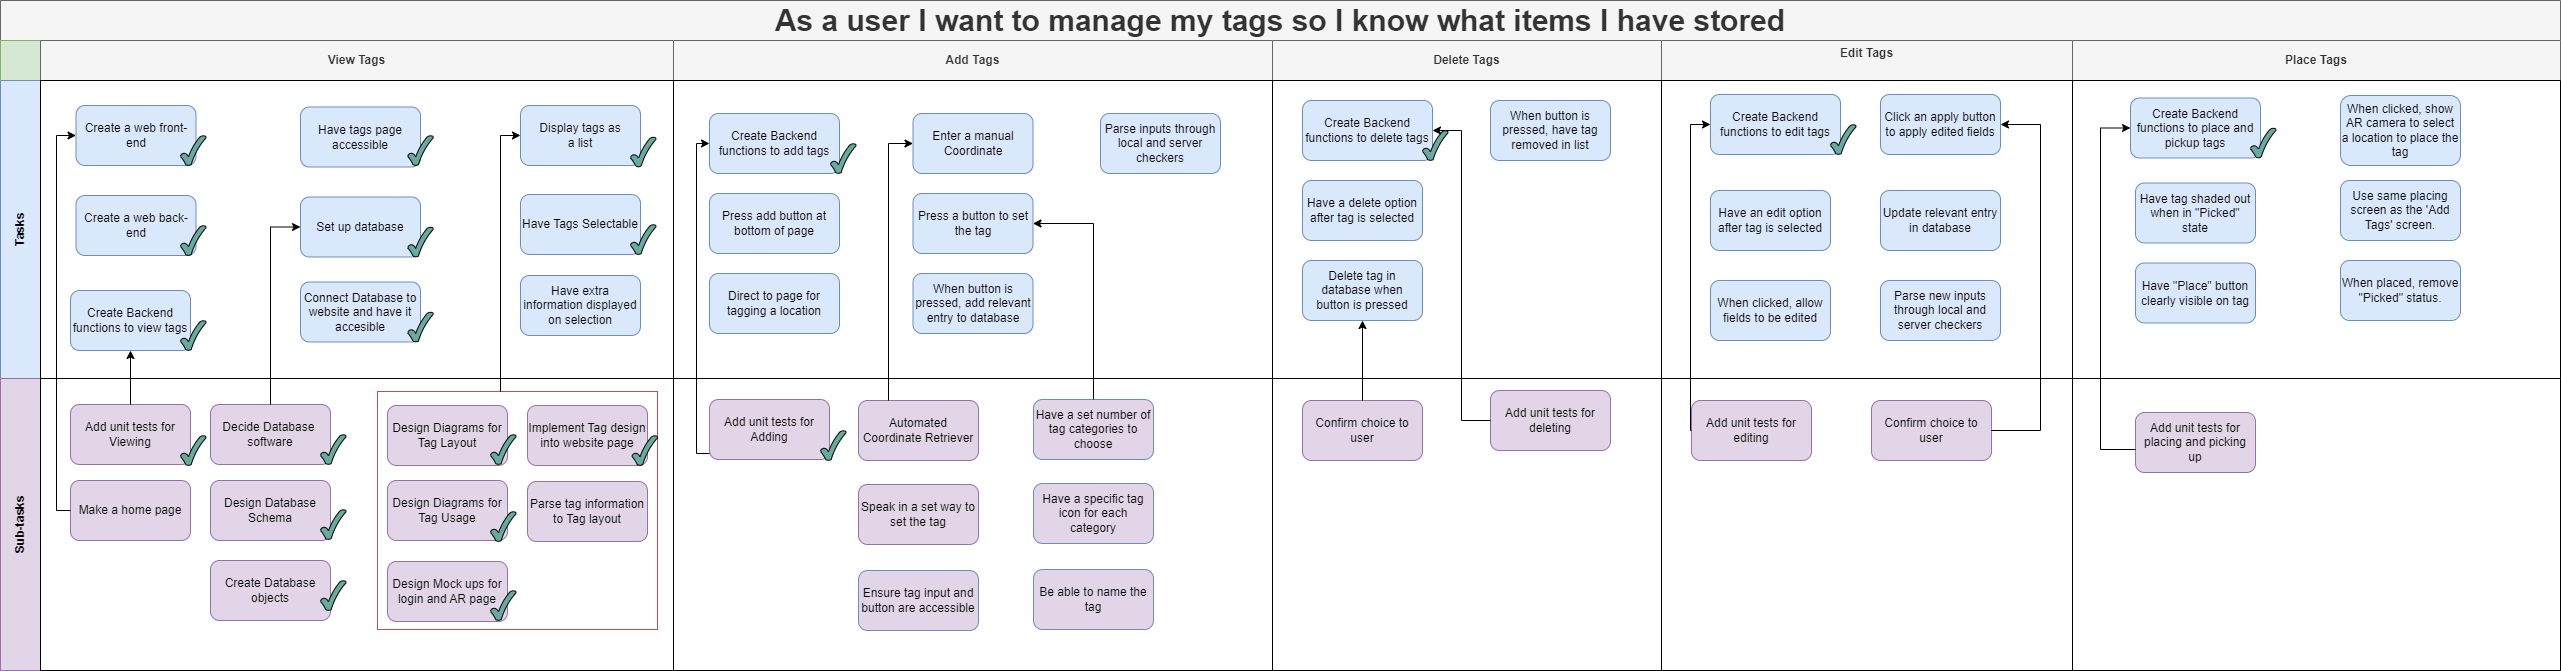 As a user I want to manage my tags so I know what items I have stored
View Tags
Add Tags
Delete Tags
Edit Tags
Place Tags
Tasks
Create a web front-
end
Have tags page
accessible
Display tags as
a list
Create a web back-
end
Set up database
Have Tags Selectable
Create Backend
functions to view tags
Connect Database to
website and have it
accesible
Have extra
information displayed
on selection
Create Backend
functions to add tags
Enter a manual
Coordinate
Parse inputs through
local and server
checkers
Press add button at
bottom of page
Press a button to set
the tag
Direct to page for
tagging a location
When button is
pressed, add relevant
entry to database
Create Backend
functions to delete tags
When button is
pressed, have tag
removed in list
Have a delete option
after tag is selected
Delete tag in
database when
button is pressed
Create Backend
functions to edit tags
Click an apply button
to apply edited fields
Have an edit option
after tag is selected
Update relevant entry
in database
When clicked, allow
fields to be edited
Parse new inputs
through local and
server checkers
Create Backend
functions to place and
pickup tags
When clicked, show
AR camera to select
a location to place the
tag
Have tag shaded out
when in "Picked"
state
Use same placing
screen as the 'Add
Tags' screen.
Have "Place" button
clearly visible on tag
When placed, remove
"Picked" status.
Sub-tasks
Add unit tests for
Viewing
Decide Database
software
Design Diagrams for
Tag Layout
Implement Tag design
into website page
Make a home page
Design Database
Schema
Design Diagrams for
Tag Usage
Parse tag information
to Tag layout
Create Database
objects
Design Mock ups for
login and AR page
Add unit tests for
Adding
Automated
Coordinate Retriever
Have a set number of
tag categories to
choose
Speak in a set way to
set the tag
Have a specific tag
icon for each
category
Ensure tag input and
button are accessible
Be able to name the
tag
Confirm choice to
user
Add unit tests for
deleting
Add unit tests for
editing
Confirm choice to
user
Add unit tests for
placing and picking
up